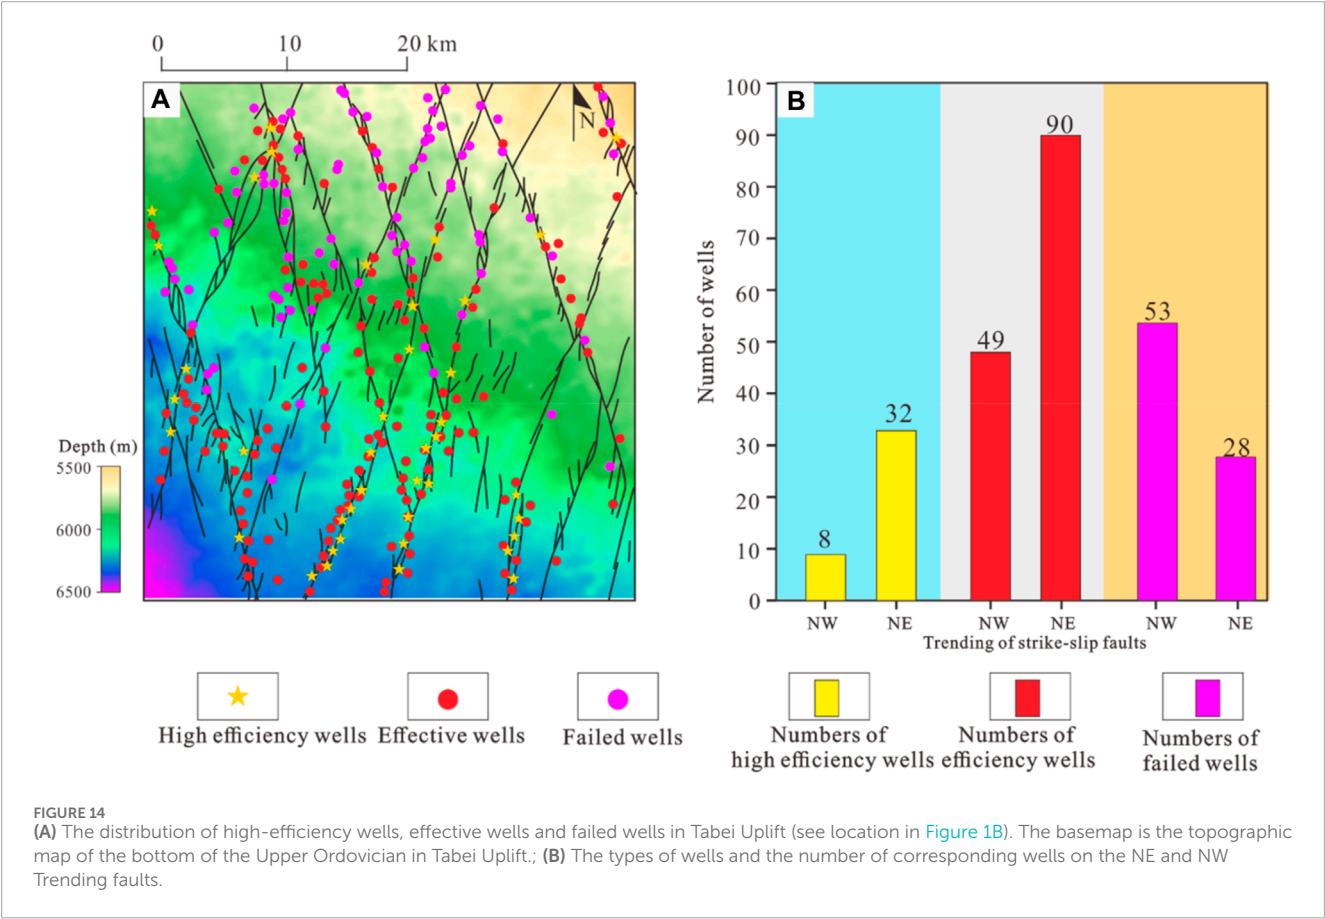 0 10 20 km
A
N
Depth (m)
5500
6000
6500
B
100
90
80
70
60
50
40
30
20
10
0
Number of wells
8
32
49
90
53
28
NW NE NW NE NW NE
Trending of strike-slip faults
High efficiency wells
Effective wells
Failed wells
Numbers of
high efficiency wells
Numbers of
efficiency wells
Numbers of
failed wells
FIGURE 14
(A) The distribution of high-efficiency wells, effective wells and failed wells in Tabei Uplift (see location in Figure 1B). The basemap is the topographic
map of the bottom of the Upper Ordovician in Tabei Uplift.; (B) The types of wells and the number of corresponding wells on the NE and NW
Trending faults.